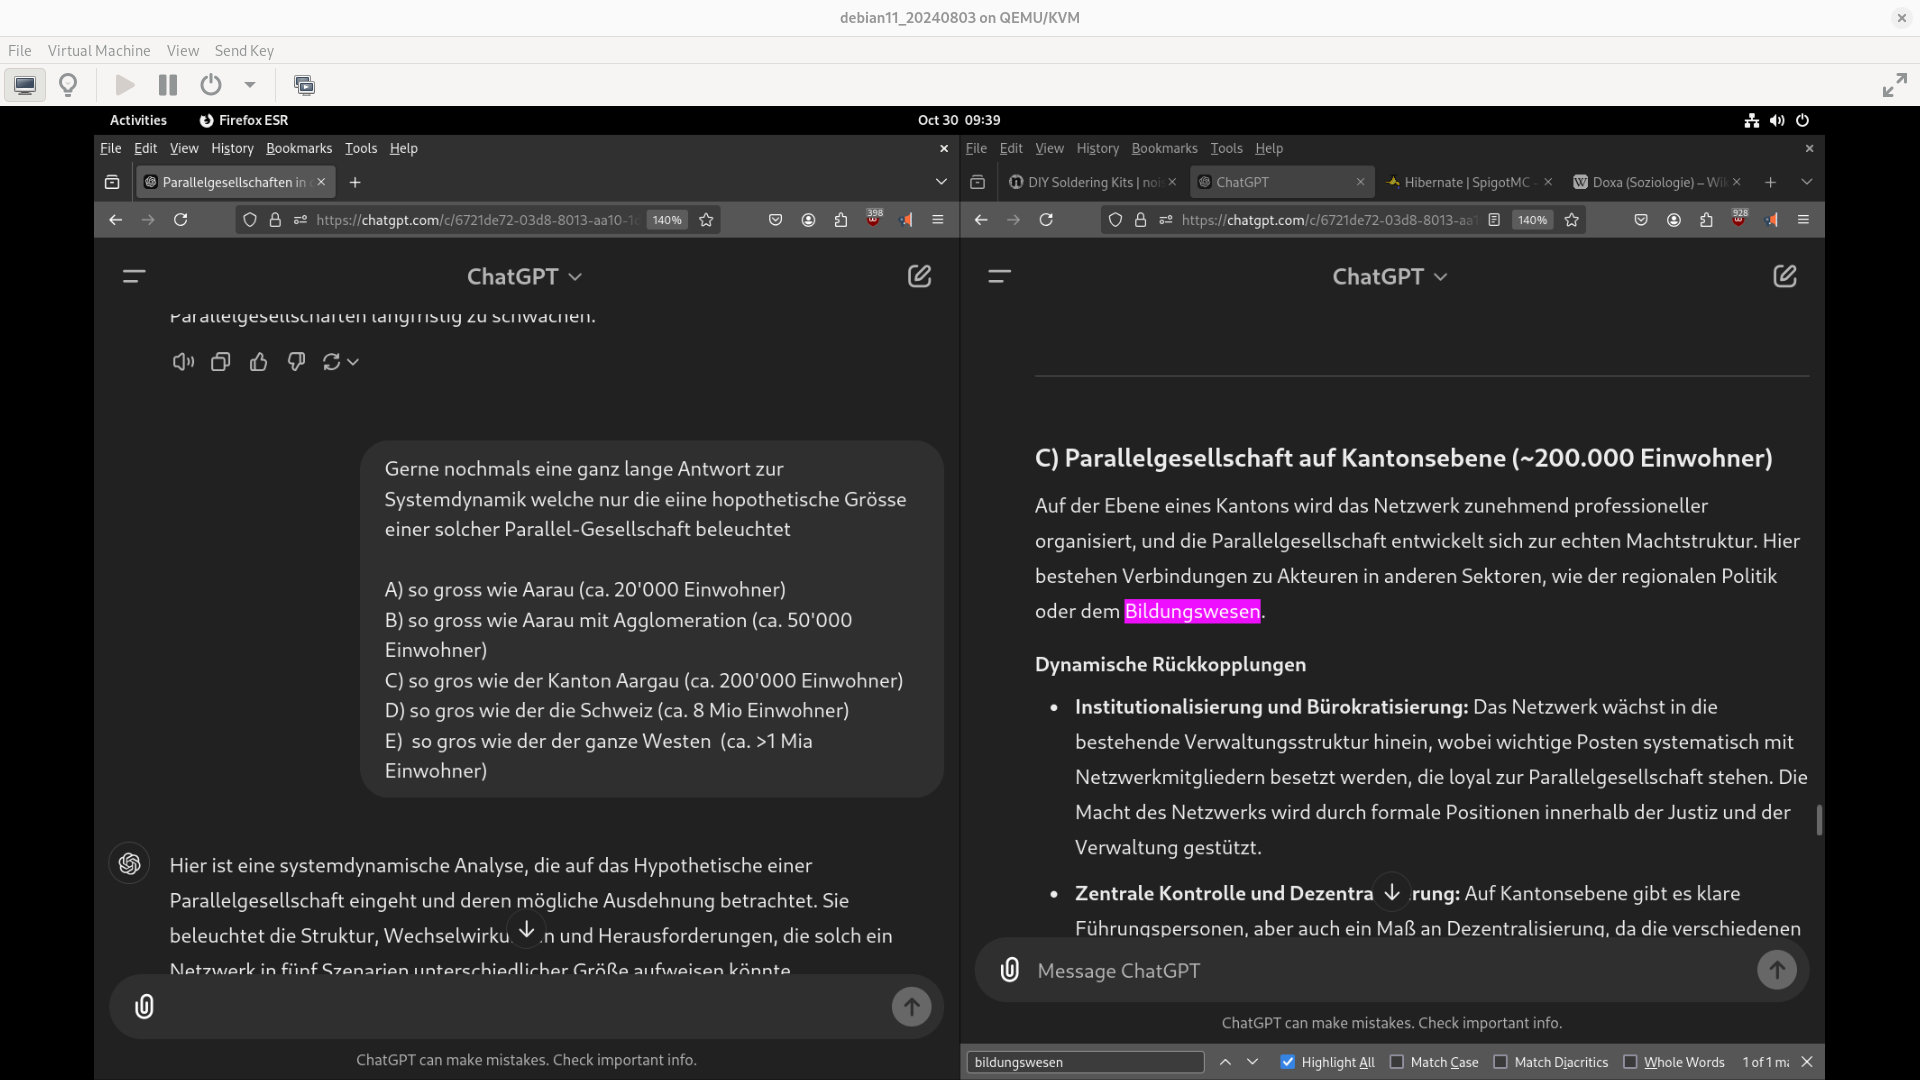 debian11_20240803 on QEMU/KVM
File Virtual Machine View Send Key
Activities Firefox ESR Oct 30 09:39
File Edit View History Bookmarks Tools Help
Parallelgesellschaften in
https://chatgpt.com/c/6721de72-03d8-8013-aa10-1 140% 398
ChatGPT
Parallelgesellschaften langfristig zu schwächen.
Gerne nochmals eine ganz lange Antwort zur
Systemdynamik welche nur die eiine hopothetische Grösse
einer solcher Parallel-Gesellschaft beleuchtet
A) so gross wie Aarau (ca. 20'000 Einwohner)
B) so gross wie Aarau mit Agglomeration (ca. 50'000
Einwohner)
C) so gros wie der Kanton Aargau (ca. 200'000 Einwohner)
D) so gros wie der die Schweiz (ca. 8 Mio Einwohner)
E)  so gros wie der der ganze Westen  (ca. >1 Mia
Einwohner)
Hier ist eine systemdynamische Analyse, die auf das Hypothetische einer
Parallelgesellschaft eingeht und deren mögliche Ausdehnung betrachtet. Sie
beleuchtet die Struktur, Wechselwirku n und Herausforderungen, die solch ein
Netzwerk in fünf Szenarien unterschiedlicher Größe aufweisen könnte.
ChatGPT can make mistakes. Check important info.
File Edit View History Bookmarks Tools Help
DIY Soldering Kits | noi ChatGPT Hibernate | SpigotMC - Doxa (Soziologie) – Wik
https://chatgpt.com/c/6721de72-03d8-8013-aa1 140% 928
ChatGPT
C) Parallelgesellschaft auf Kantonsebene (~200.000 Einwohner)
Auf der Ebene eines Kantons wird das Netzwerk zunehmend professioneller
organisiert, und die Parallelgesellschaft entwickelt sich zur echten Machtstruktur. Hier
bestehen Verbindungen zu Akteuren in anderen Sektoren, wie der regionalen Politik
oder dem Bildungswesen.
Dynamische Rückkopplungen
• Institutionalisierung und Bürokratisierung: Das Netzwerk wächst in die
bestehende Verwaltungsstruktur hinein, wobei wichtige Posten systematisch mit
Netzwerkmitgliedern besetzt werden, die loyal zur Parallelgesellschaft stehen. Die
Macht des Netzwerks wird durch formale Positionen innerhalb der Justiz und der
Verwaltung gestützt.
• Zentrale Kontrolle und Dezentra rung: Auf Kantonsebene gibt es klare
Führungspersonen, aber auch ein Maß an Dezentralisierung, da die verschiedenen
Message ChatGPT
ChatGPT can make mistakes. Check important info.
bildungswesen Highlight All Match Case Match Diacritics Whole Words 1 of 1 ma